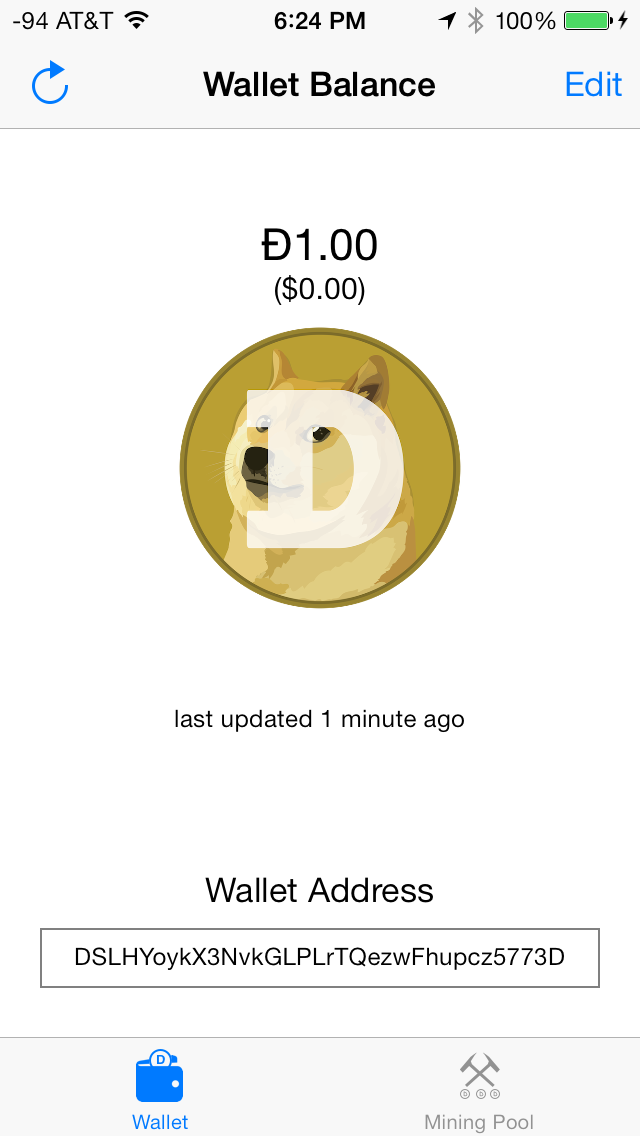 -94 AT&T 6:24 PM 100%
Wallet Balance Edit
Ð1.00
($0.00)
D
last updated 1 minute ago
Wallet Address
DSLHYoykX3NvkGLPLrTQezwFhupcz5773D
D
D D D
Wallet Mining Pool